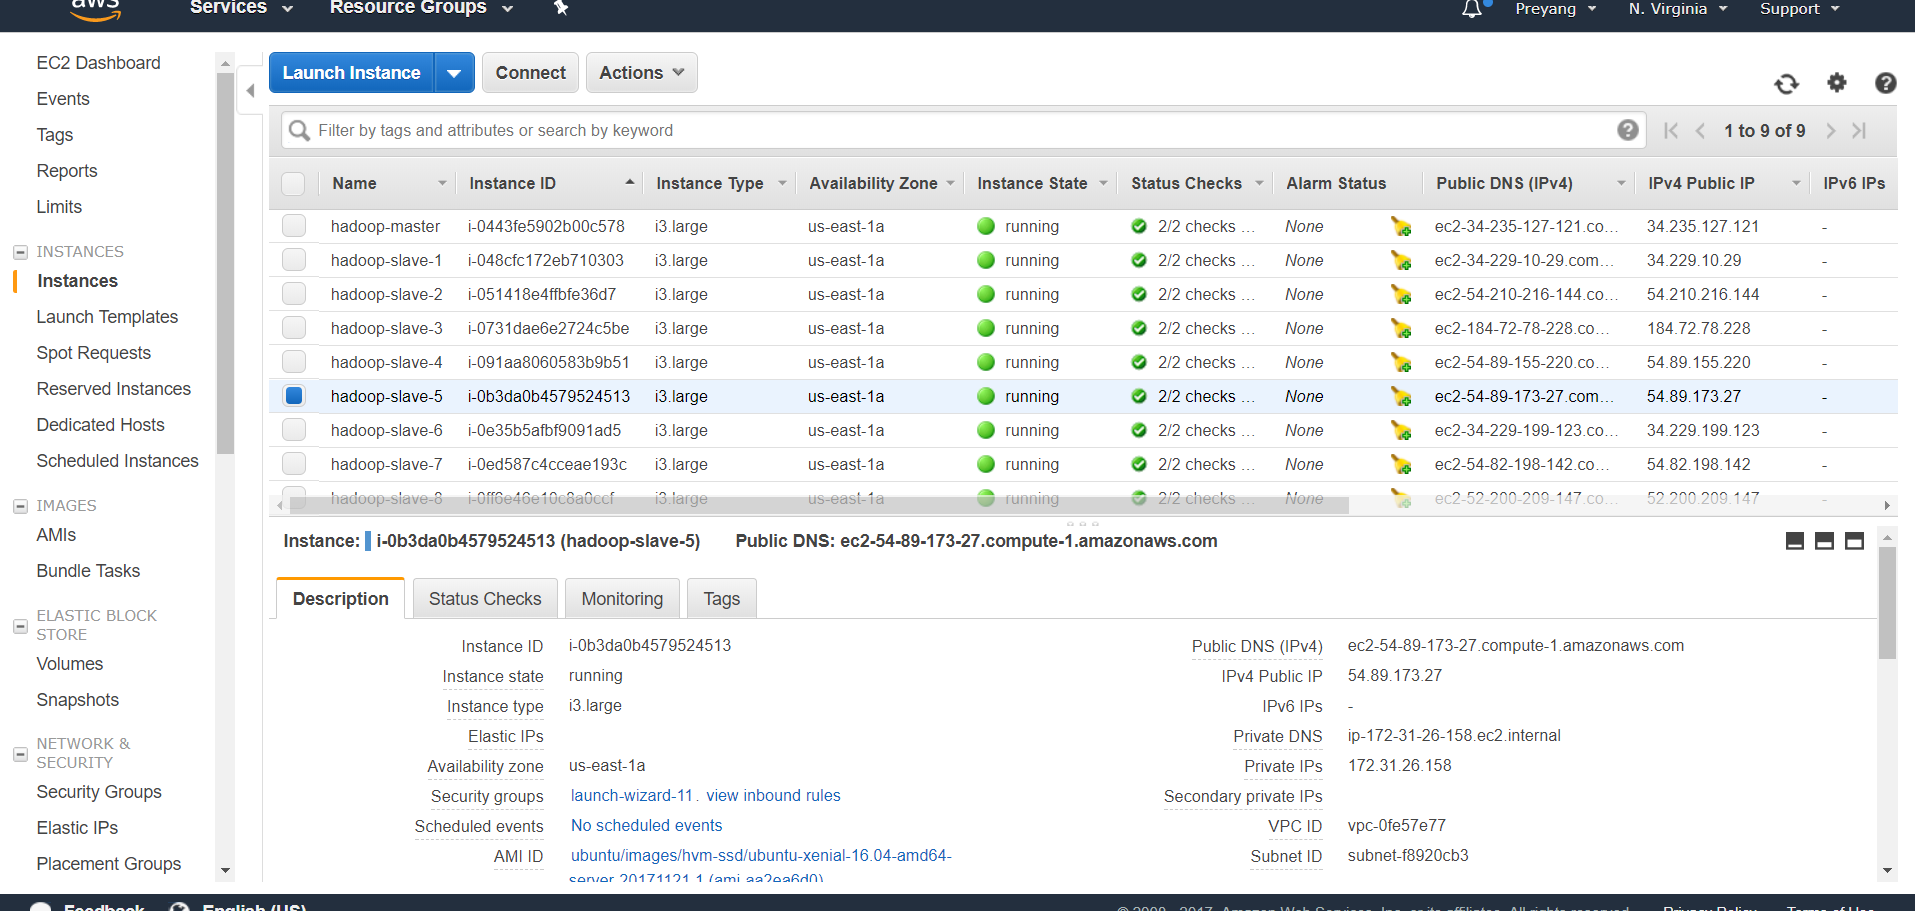 aws Services Resource Groups Preyang N. Virginia Support
EC2 Dashboard
Events
Tags
Reports
Limits
INSTANCES
Instances
Launch Templates
Spot Requests
Reserved Instances
Dedicated Hosts
Scheduled Instances
IMAGES
AMIs
Bundle Tasks
ELASTIC BLOCK
STORE
Volumes
Snapshots
NETWORK &
SECURITY
Security Groups
Elastic IPs
Placement Groups
Launch Instance Connect Actions
Filter by tags and attributes or search by keyword 1 to 9 of 9
Name Instance ID Instance Type Availability Zone Instance State Status Checks Alarm Status Public DNS (IPv4) IPv4 Public IP IPv6 IPs
hadoop-master i-0443fe5902b00c578 i3.large us-east-1a running 2/2 checks ... None ec2-34-235-127-121.co... 34.235.127.121 -
hadoop-slave-1 i-048cfc172eb710303 i3.large us-east-1a running 2/2 checks ... None ec2-34-229-10-29.com... 34.229.10.29 -
hadoop-slave-2 i-051418e4ffbfe36d7 i3.large us-east-1a running 2/2 checks ... None ec2-54-210-216-144.co... 54.210.216.144 -
hadoop-slave-3 i-0731dae6e2724c5be i3.large us-east-1a running 2/2 checks ... None ec2-184-72-78-228.co... 184.72.78.228 -
hadoop-slave-4 i-091aa8060583b9b51 i3.large us-east-1a running 2/2 checks ... None ec2-54-89-155-220.co... 54.89.155.220 -
hadoop-slave-5 i-0b3da0b4579524513 i3.large us-east-1a running 2/2 checks ... None ec2-54-89-173-27.com... 54.89.173.27 -
hadoop-slave-6 i-0e35b5afbf9091ad5 i3.large us-east-1a running 2/2 checks ... None ec2-34-229-199-123.co... 34.229.199.123 -
hadoop-slave-7 i-0ed587c4cceae193c i3.large us-east-1a running 2/2 checks ... None ec2-54-82-198-142.co... 54.82.198.142 -
hadoop-slave-8 i-0ff6e46e10c8a0ccf i3.large us-east-1a running 2/2 checks ... None ec2-52-200-209-147.co... 52.200.209.147 -
Instance: i-0b3da0b4579524513 (hadoop-slave-5) Public DNS: ec2-54-89-173-27.compute-1.amazonaws.com
Description Status Checks Monitoring Tags
Instance ID i-0b3da0b4579524513 Public DNS (IPv4) ec2-54-89-173-27.compute-1.amazonaws.com
Instance state running IPv4 Public IP 54.89.173.27
Instance type i3.large IPv6 IPs -
Elastic IPs Private DNS ip-172-31-26-158.ec2.internal
Availability zone us-east-1a Private IPs 172.31.26.158
Security groups launch-wizard-11. view inbound rules Secondary private IPs
Scheduled events No scheduled events VPC ID vpc-0fe57e77
AMI ID ubuntu/images/hvm-ssd/ubuntu-xenial-16.04-amd64- Subnet ID subnet-f8920cb3
server-20171121.1 (ami-aa2ea6d0)
Feedback English (US) © 2008 - 2017, Amazon Web Services, Inc. or its affiliates. All rights reserved. Privacy Policy Terms of Use